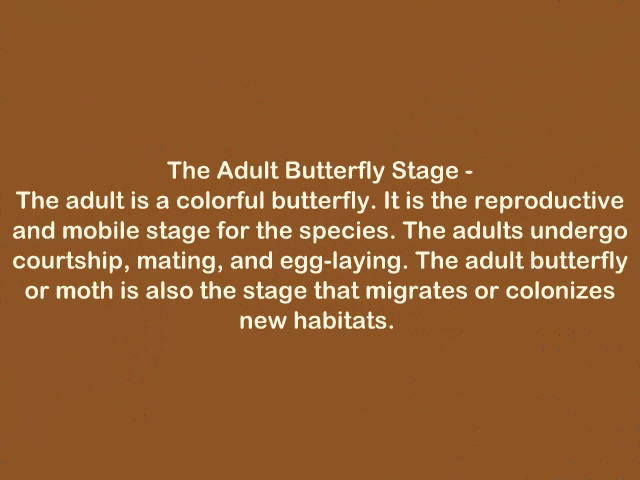 The Adult Butterfly Stage -
The adult is a colorful butterfly. It is the reproductive
and mobile stage for the species. The adults undergo
courtship, mating, and egg-laying. The adult butterfly
or moth is also the stage that migrates or colonizes
new habitats.